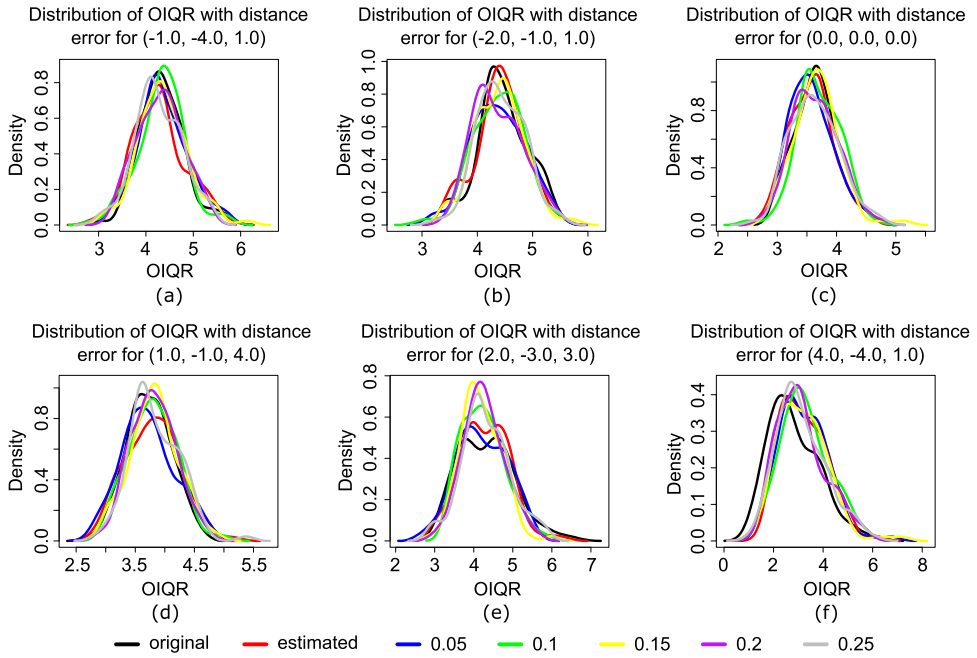 Distribution of OIQR with distance
error for (-1.0, -4.0, 1.0)
Density
0.0 0.2 0.4 0.6 0.8
3 4 5 6
OIQR
(a)
Distribution of OIQR with distance
error for (-2.0, -1.0, 1.0)
Density
0.0 0.2 0.4 0.6 0.8 1.0
3 4 5 6
OIQR
(b)
Distribution of OIQR with distance
error for (0.0, 0.0, 0.0)
Density
0.0 0.4 0.8
2 3 4 5
OIQR
(c)
Distribution of OIQR with distance
error for (1.0, -1.0, 4.0)
Density
0.0 0.4 0.8
2.5 3.5 4.5 5.5
OIQR
(d)
Distribution of OIQR with distance
error for (2.0, -3.0, 3.0)
Density
0.0 0.2 0.4 0.6 0.8
2 3 4 5 6 7
OIQR
(e)
Distribution of OIQR with distance
error for (4.0, -4.0, 1.0)
Density
0.0 0.1 0.2 0.3 0.4
0 2 4 6 8
OIQR
(f)
original estimated 0.05 0.1 0.15 0.2 0.25